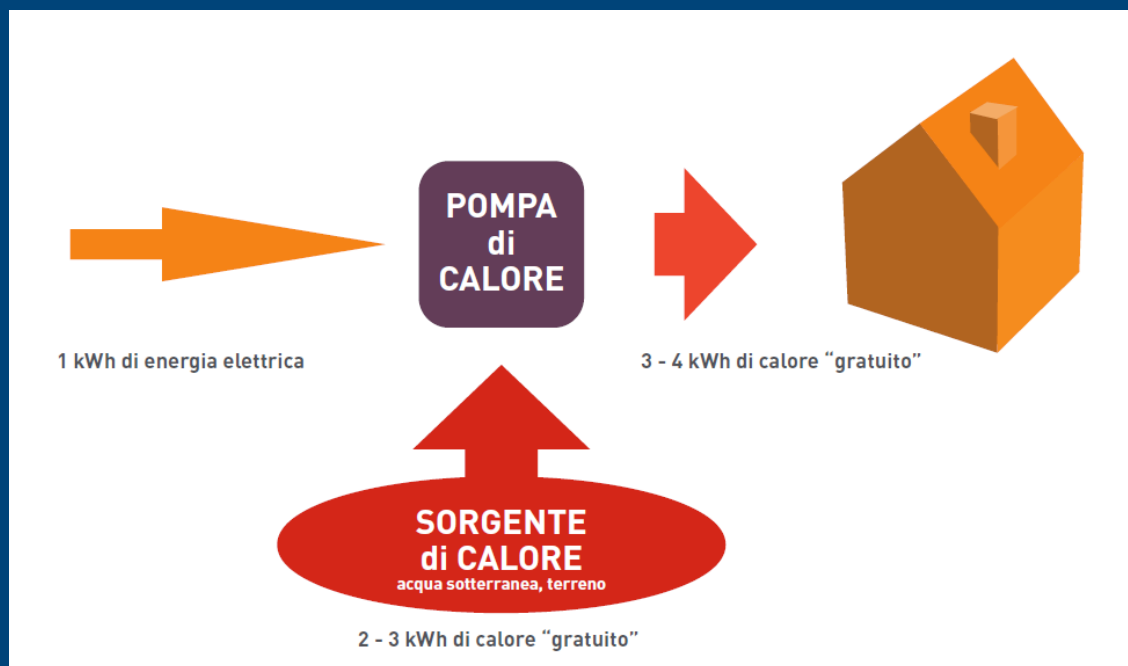 POMPA
di
CALORE
1 kWh di energia elettrica
3 - 4 kWh di calore “gratuito”
SORGENTE
di CALORE
acqua sotterranea, terreno
2 - 3 kWh di calore “gratuito”